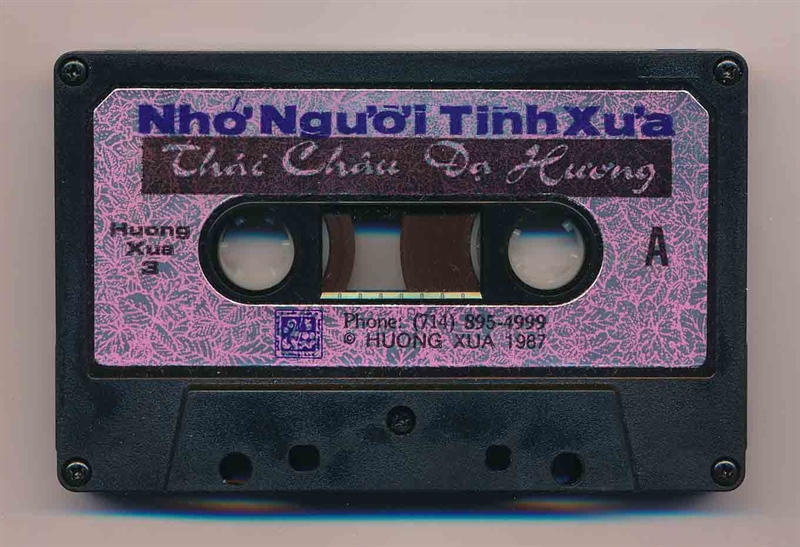 Nhớ Người Tình Xưa
Thái Châu Dạ Hương
Huong
Xua
3
A
Phone: (714) 895-4999
© HUONG XUA 1987